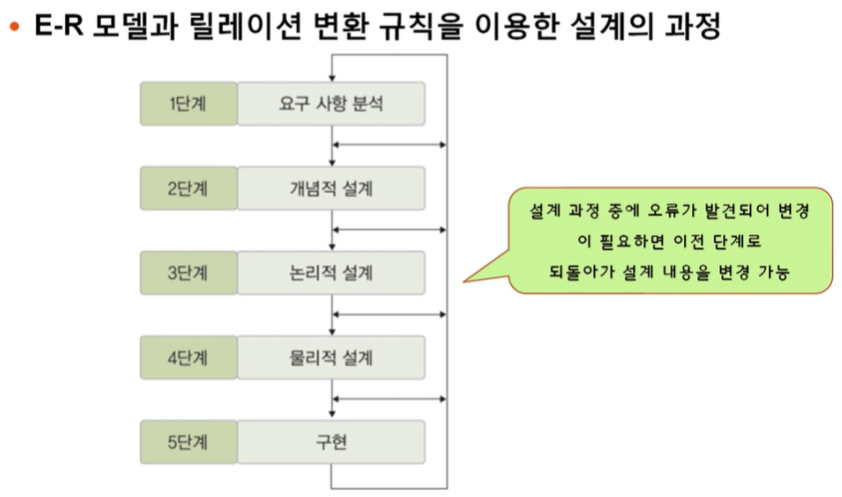 • E-R 모델과 릴레이션 변환 규칙을 이용한 설계의 과정
1단계 요구 사항 분석
2단계 개념적 설계
3단계 논리적 설계
4단계 물리적 설계
5단계 구현
설계 과정 중에 오류가 발견되어 변경
이 필요하면 이전 단계로
되돌아가 설계 내용을 변경 가능